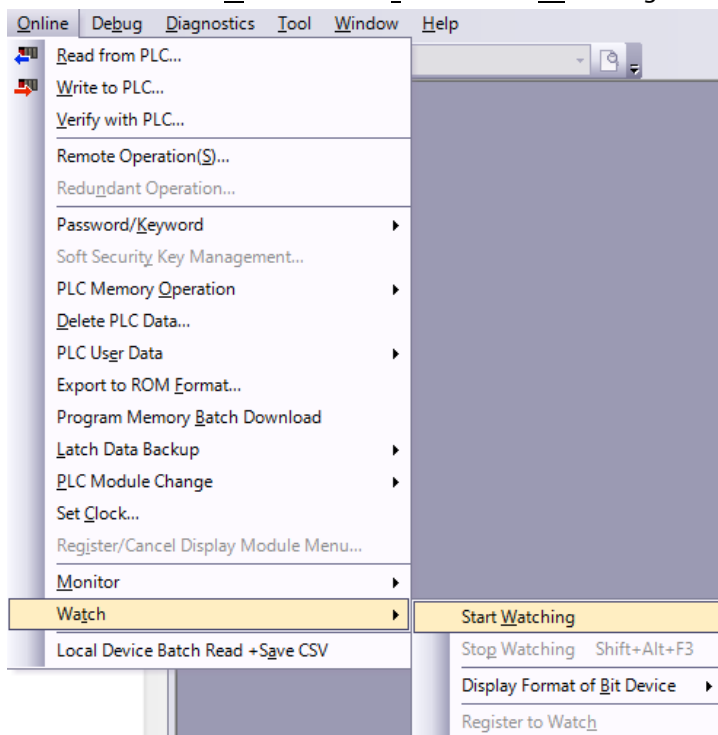 Online Debug Diagnostics Tool Window Help
Read from PLC...
Write to PLC...
Verify with PLC...
Remote Operation(S)...
Redundant Operation...
Password/Keyword
Soft Security Key Management...
PLC Memory Operation
Delete PLC Data...
PLC User Data
Export to ROM Format...
Program Memory Batch Download
Latch Data Backup
PLC Module Change
Set Clock...
Register/Cancel Display Module Menu...
Monitor
Watch
Local Device Batch Read +Save CSV
Start Watching
Stop Watching Shift+Alt+F3
Display Format of Bit Device
Register to Watch